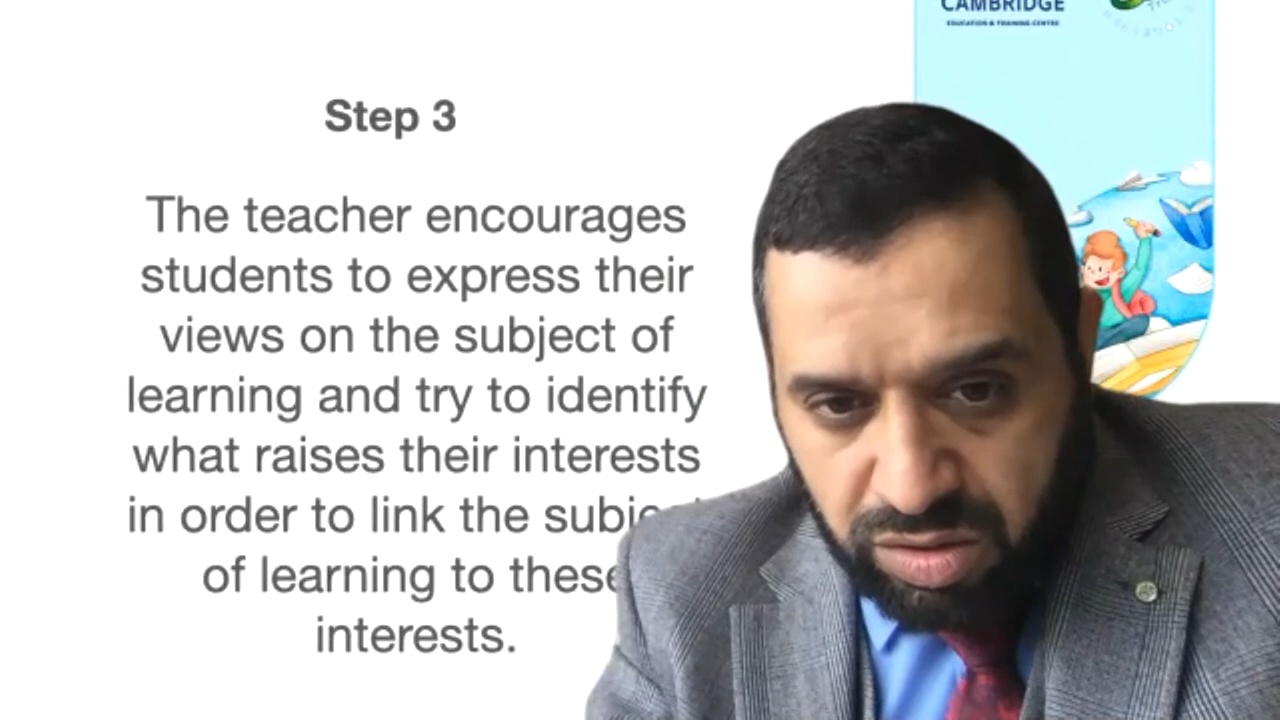 CAMBRIDGE
EDUCATION & TRAINING CENTRE
Step 3
The teacher encourages
students to express their
views on the subject of
learning and try to identify
what raises their interests
in order to link the
of learning to these
interests.